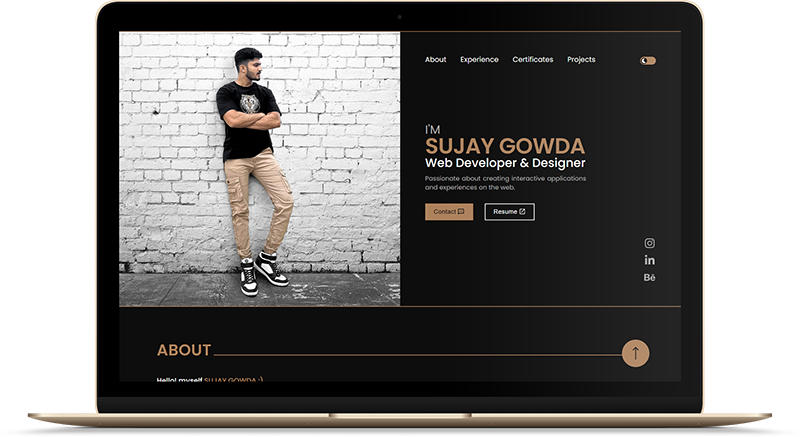 About Experience Certificates Projects
I'M
SUJAY GOWDA
Web Developer & Designer
Passionate about creating interactive applications
and experiences on the web.
Contact Resume
in
Bē
ABOUT
Hello! myself SUJAY GOWDA :)